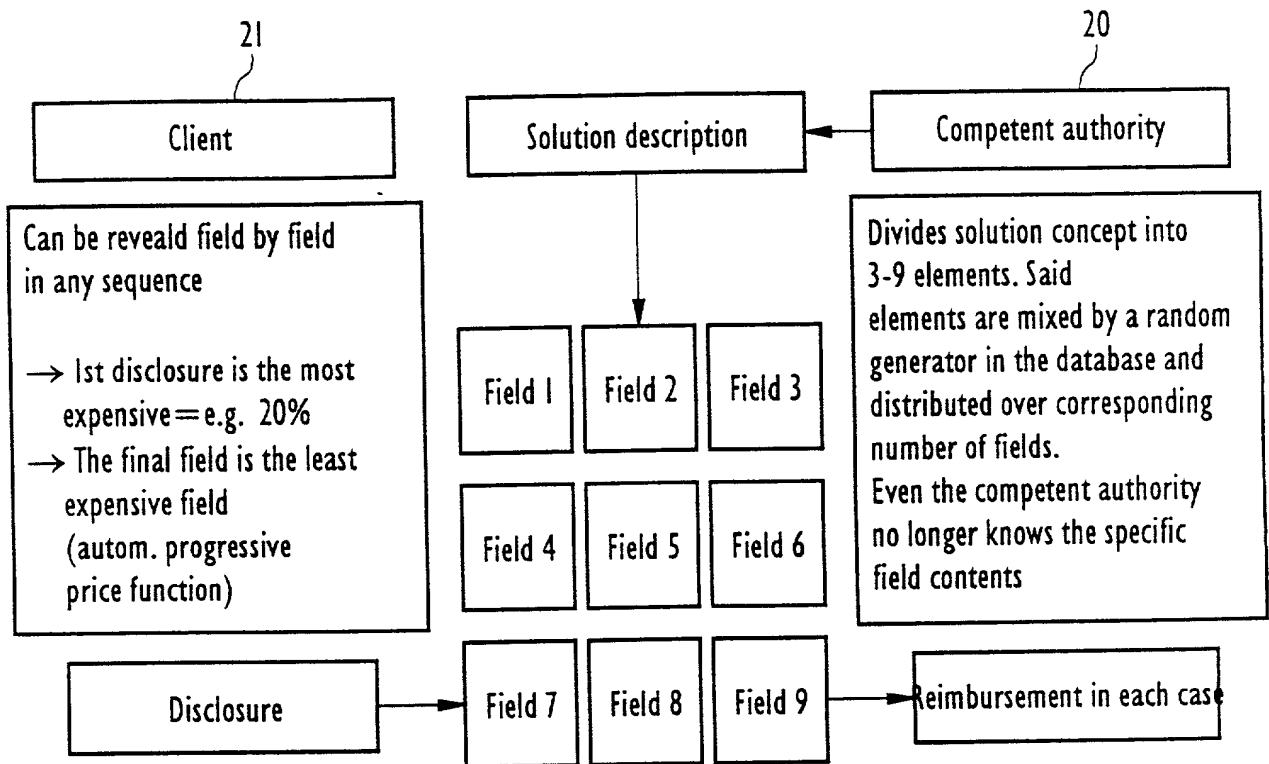 21
20
Client
Solution description
Competent authority
Can be reveald field by field
in any sequence
→ 1st disclosure is the most
expensive=e.g. 20%
→ The final field is the least
expensive field
(autom. progressive
price function)
Divides solution concept into
3-9 elements. Said
elements are mixed by a random
generator in the database and
distributed over corresponding
number of fields.
Even the competent authority
no longer knows the specific
field contents
Field 1
Field 2
Field 3
Field 4
Field 5
Field 6
Disclosure
Field 7
Field 8
Field 9
Reimbursement in each case